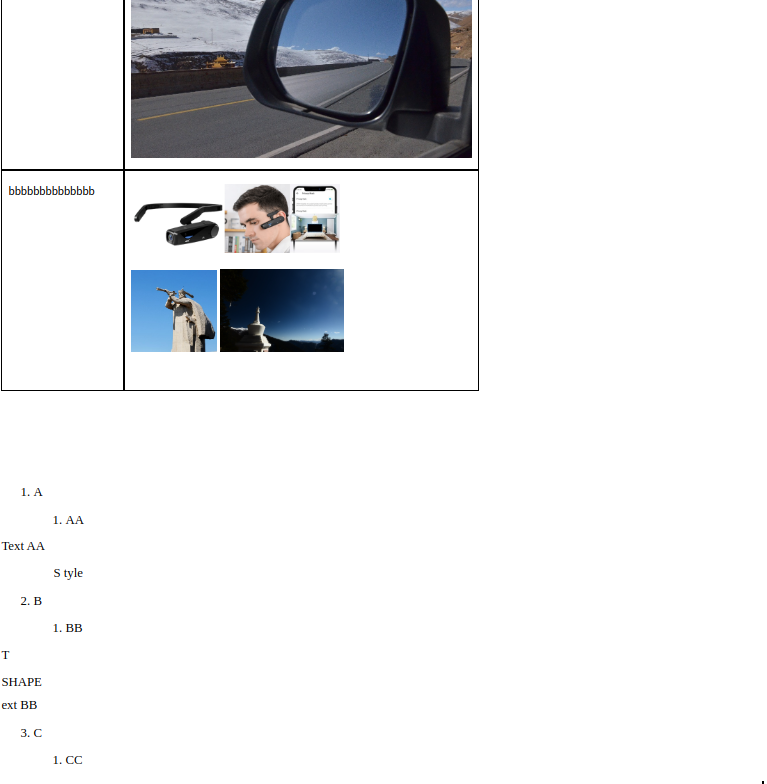 bbbbbbbbbbbbbb
1. A
1. AA
Text AA
S tyle
2. B
1. BB
T
SHAPE
ext BB
3. C
1. CC